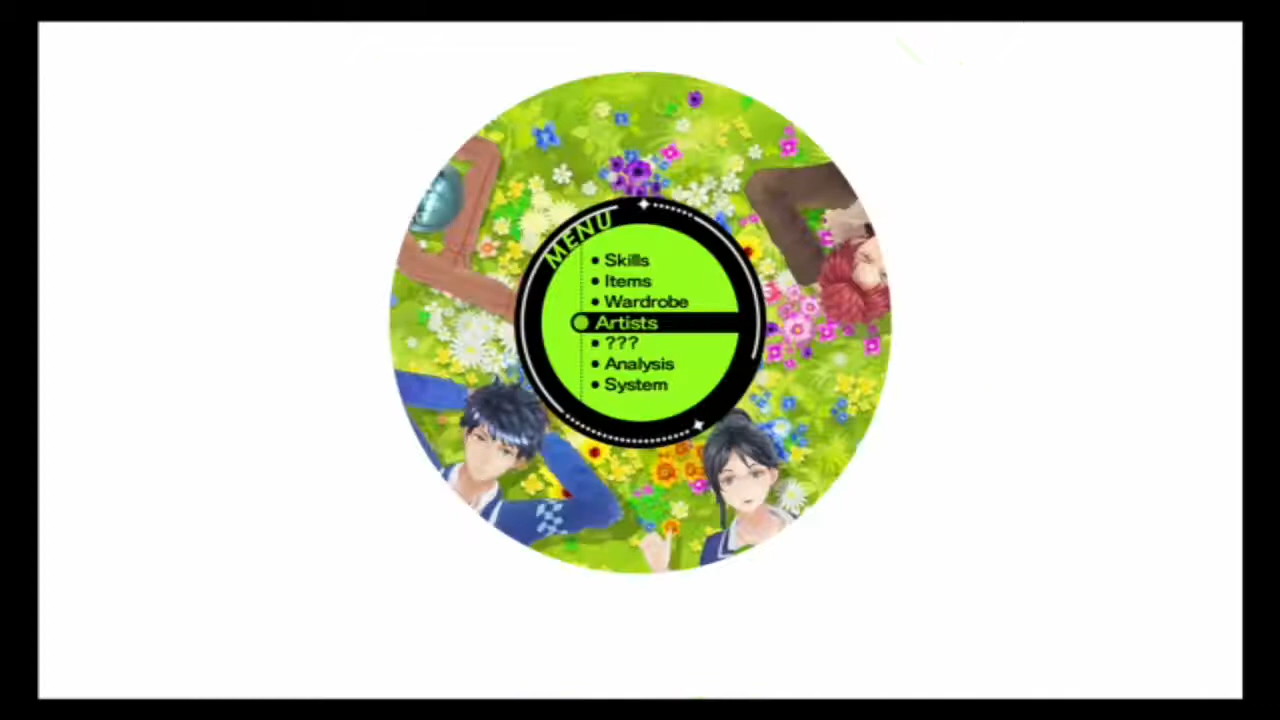 MENU
Skills
Items
Wardrobe
Artists
???
Analysis
System